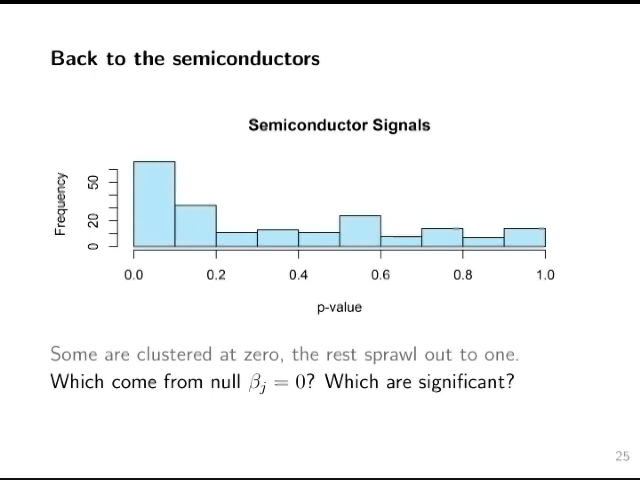 Back to the semiconductors
Semiconductor Signals
Frequency
50
20
0
0.0 0.2 0.4 0.6 0.8 1.0
p-value
Some are clustered at zero, the rest sprawl out to one.
Which come from null βj = 0? Which are significant?
25